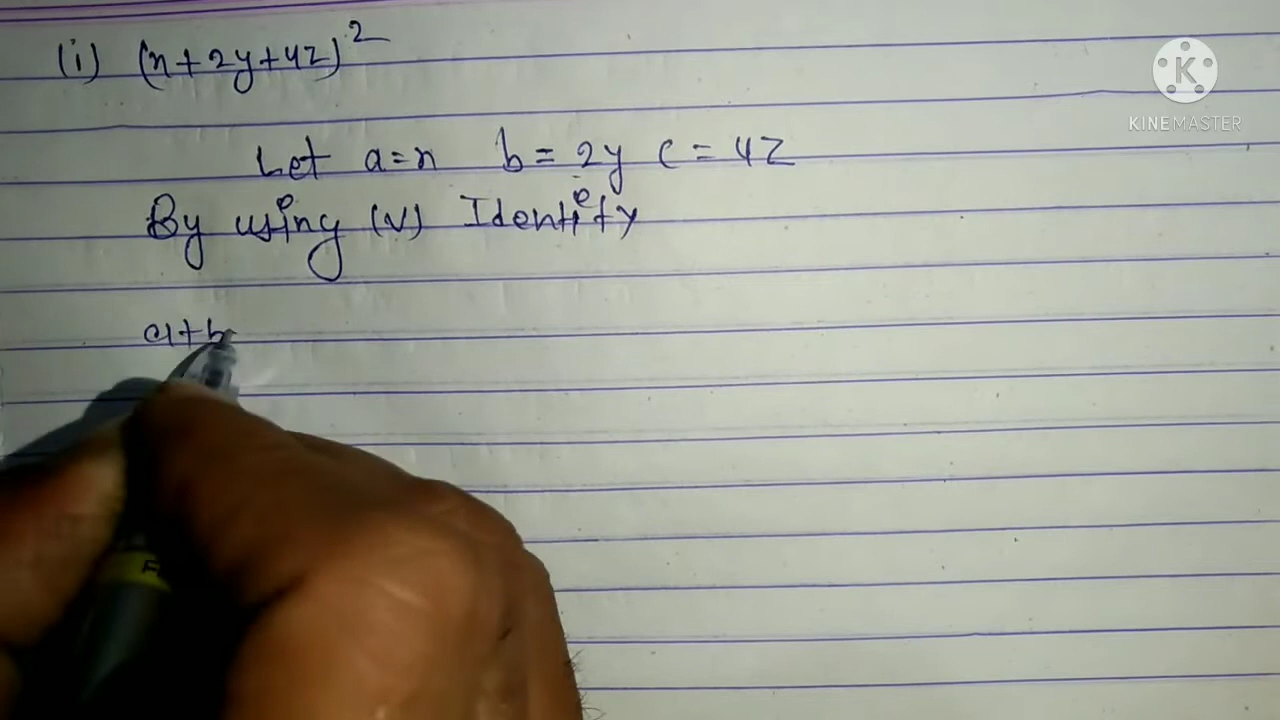 (i) (n+2y+4z)²
Let a=n b=2y c=4z
By using (V) Identity
a+b
K
KINEMASTER